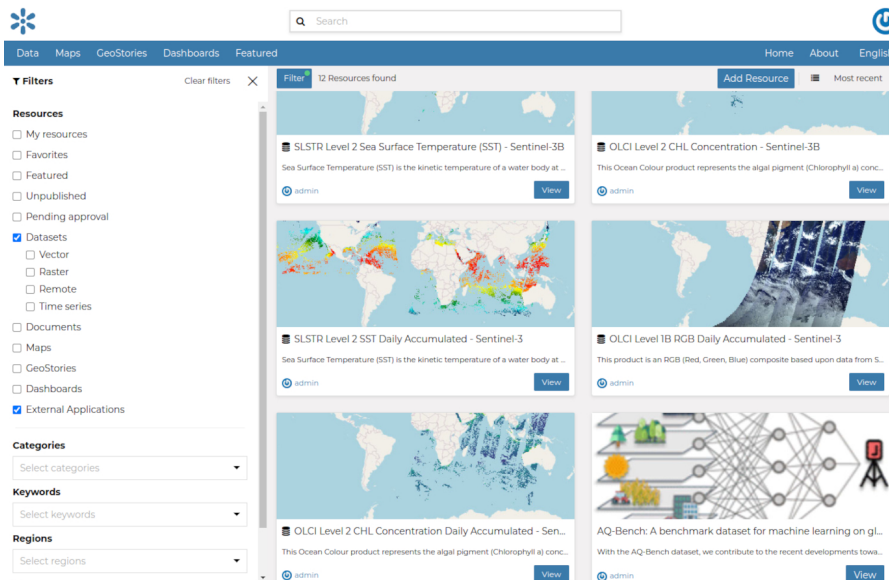 Search
Data Maps GeoStories Dashboards Featured Home About English
Filters Clear filters
Filter 12 Resources found Add Resource Most recent
Resources
My resources
Favorites
Featured
Unpublished
Pending approval
Datasets
Vector
Raster
Remote
Time series
Documents
Maps
GeoStories
Dashboards
External Applications
Categories
Select categories
Keywords
Select keywords
Regions
Select regions
SLSTR Level 2 Sea Surface Temperature (SST) - Sentinel-3B
Sea Surface Temperature (SST) is the kinetic temperature of a water body at ...
admin View
OLCI Level 2 CHL Concentration - Sentinel-3B
This Ocean Colour product represents the algal pigment (Chlorophyll a) conc...
admin View
SLSTR Level 2 SST Daily Accumulated - Sentinel-3
Sea Surface Temperature (SST) is the kinetic temperature of a water body at ...
admin View
OLCI Level 1B RGB Daily Accumulated - Sentinel-3
This product is an RGB (Red, Green, Blue) composite based upon data from S...
admin View
OLCI Level 2 CHL Concentration Daily Accumulated - Sen...
This Ocean Colour product represents the algal pigment (Chlorophyll a) conc...
admin View
AQ-Bench: A benchmark dataset for machine learning on gl...
With the AQ-Bench dataset, we contribute to the recent developments towa...
admin View